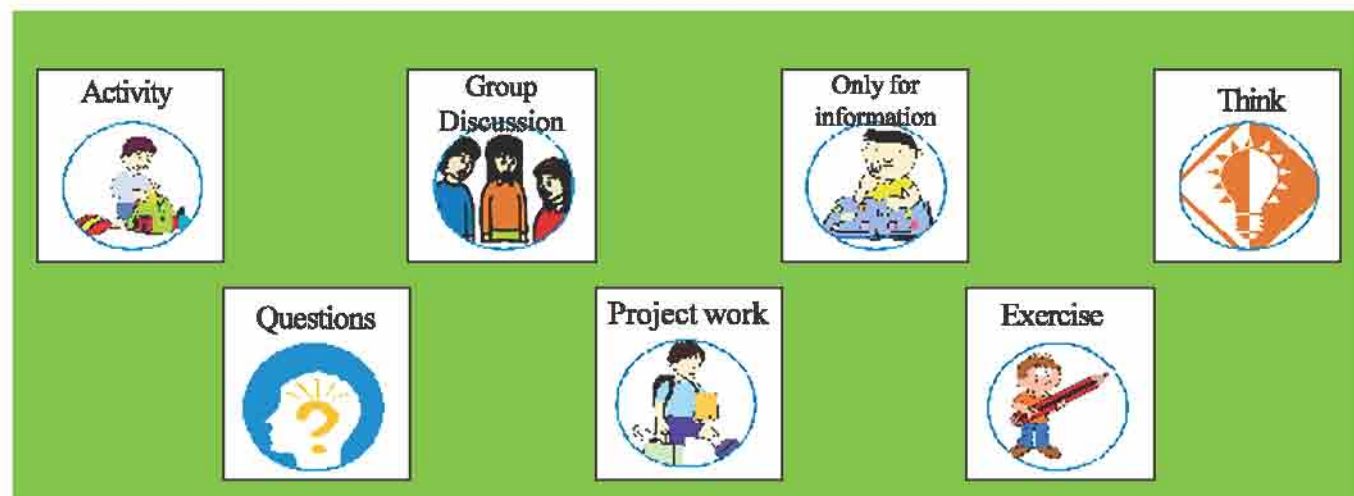 Activity
Group
Discussion
Only for
information
Think
Questions
Project work
Exercise